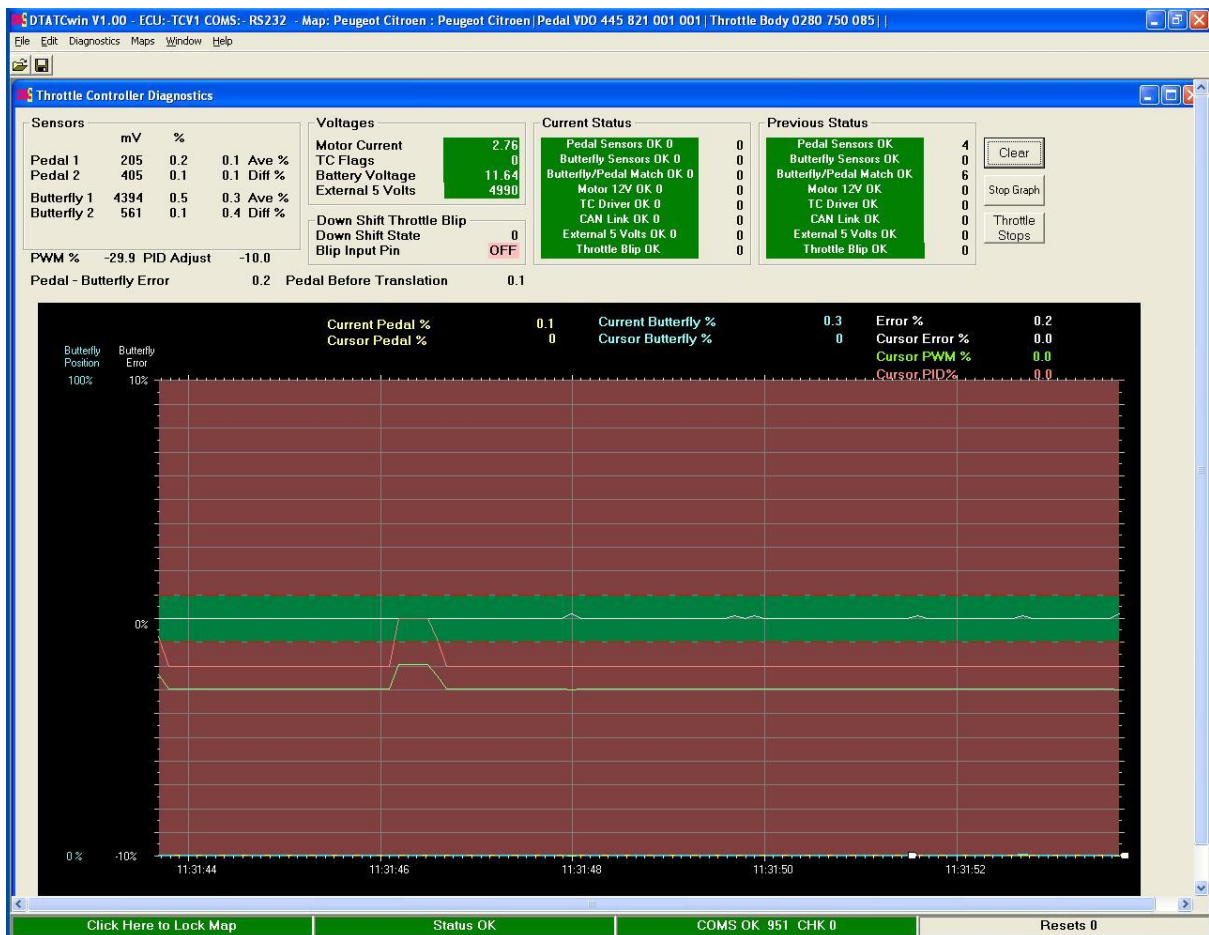 DTATCwin V1.00 - ECU:-TCV1 COMS:- RS232 - Map: Peugeot Citroen : Peugeot Citroen|Pedal VDO 445 821 001 001|Throttle Body 0280 750 085||
File Edit Diagnostics Maps Window Help
Throttle Controller Diagnostics
Sensors
mV %
Pedal 1 205 0.2 0.1 Ave %
Pedal 2 405 0.1 0.1 Diff %
Butterfly 1 4394 0.5 0.3 Ave %
Butterfly 2 561 0.1 0.4 Diff %
PWM % -29.9 PID Adjust -10.0
Pedal - Butterfly Error 0.2 Pedal Before Translation 0.1
Voltages
Motor Current 2.76
TC Flags 0
Battery Voltage 11.64
External 5 Volts 4990
Down Shift Throttle Blip
Down Shift State 0
Blip Input Pin OFF
Current Status
Pedal Sensors OK 0 0
Butterfly Sensors OK 0 0
Butterfly/Pedal Match OK 0 0
Motor 12V OK 0 0
TC Driver OK 0 0
CAN Link OK 0 0
External 5 Volts OK 0 0
Throttle Blip OK 0
Previous Status
Pedal Sensors OK 4
Butterfly Sensors OK 0
Butterfly/Pedal Match OK 6
Motor 12V OK 0
TC Driver OK 0
CAN Link OK 0
External 5 Volts OK 0
Throttle Blip OK 0
Clear
Stop Graph
Throttle
Stops
Current Pedal % 0.1 Current Butterfly % 0.3 Error % 0.2
Cursor Pedal % 0 Cursor Butterfly % 0 Cursor Error % 0.0
Cursor PWM % 0.0
Cursor PID% 0.0
Butterfly
Position
Butterfly
Error
100% 10%
0%
0 % -10%
11:31:44 11:31:46 11:31:48 11:31:50 11:31:52
Click Here to Lock Map Status OK COMS OK 951 CHK 0 Resets 0